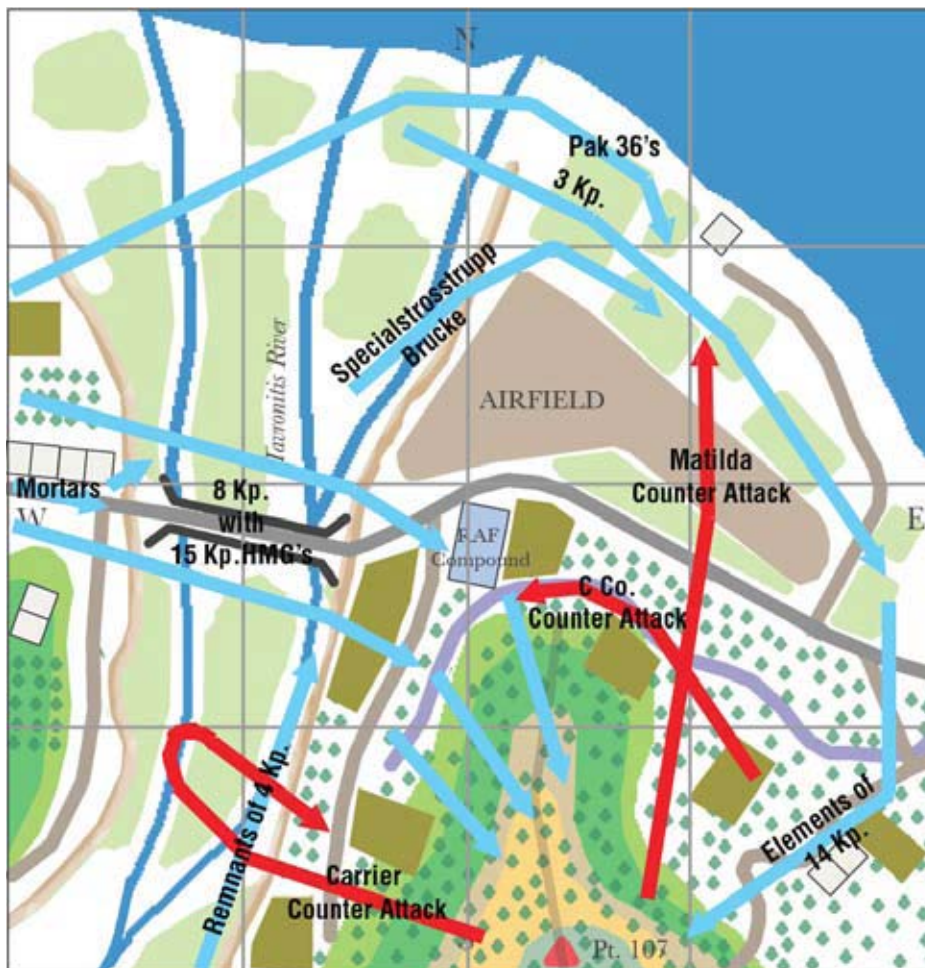 N
Pak 36's
3 Kp.
Specialstrosstrupp
Brucke
Tavronitis River
AIRFIELD
Matilda
Counter Attack
Mortars
W
8 Kp.
with
15 Kp.HMG's
E
RAF
Compound
C Co.
Counter Attack
Remnants of 4 Kp.
Elements of
14 Kp.
Carrier
Counter Attack
Pt. 107